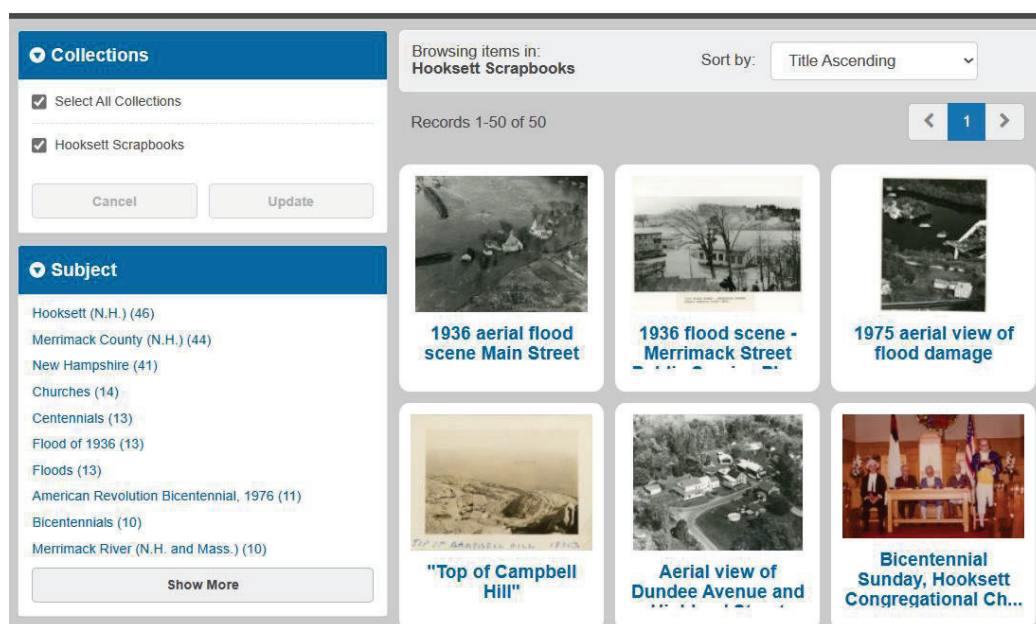 Collections
Select All Collections
Hooksett Scrapbooks
Cancel
Update
Subject
Hooksett (N.H.) (46)
Merrimack County (N.H.) (44)
New Hampshire (41)
Churches (14)
Centennials (13)
Flood of 1936 (13)
Floods (13)
American Revolution Bicentennial, 1976 (11)
Bicentennials (10)
Merrimack River (N.H. and Mass.) (10)
Show More
Browsing items in:
Hooksett Scrapbooks
Sort by:
Title Ascending
Records 1-50 of 50
1
1936 aerial flood
scene Main Street
1936 flood scene -
Merrimack Street
1975 aerial view of
flood damage
TOP OF CAMPBELL HILL
"Top of Campbell
Hill"
Aerial view of
Dundee Avenue and
Bicentennial
Sunday, Hooksett
Congregational Ch...